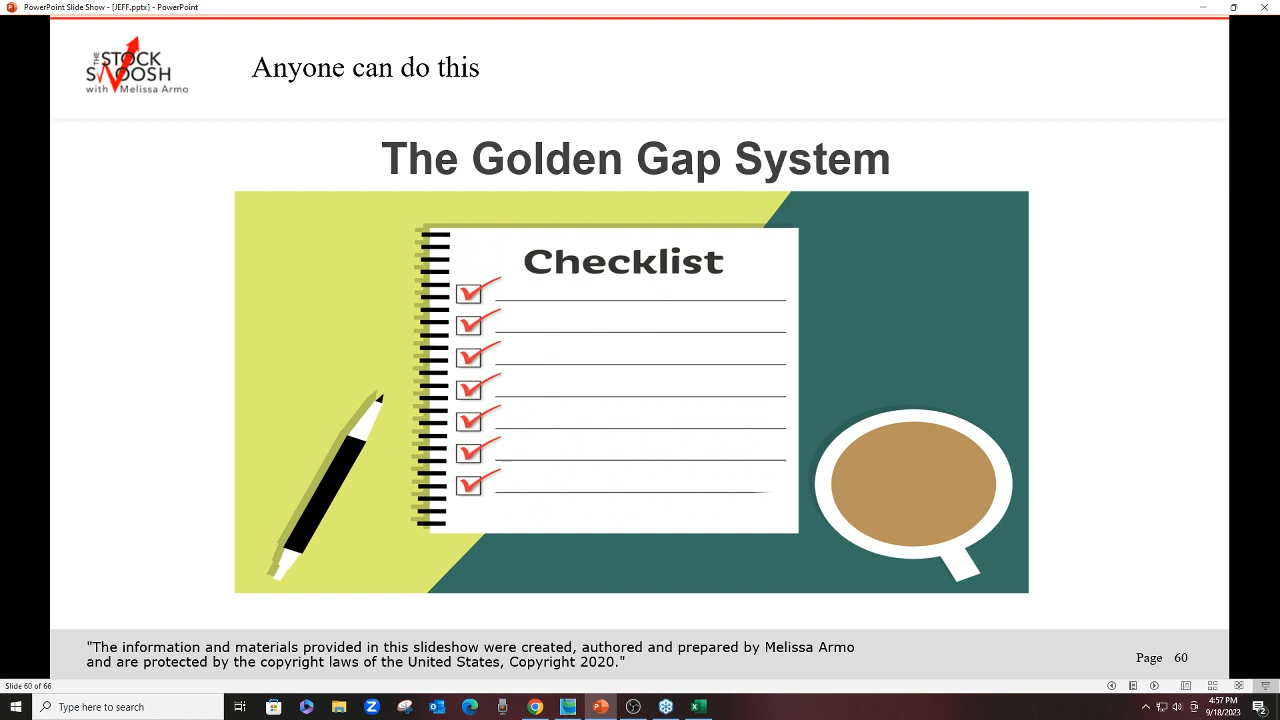 PowerPoint Slide Show - [JEFF.pptx] - PowerPoint
THE STOCK
SWOOSH
with Melissa Armo
Anyone can do this
The Golden Gap System
Checklist
"The information and materials provided in this slideshow were created, authored and prepared by Melissa Armo
and are protected by the copyright laws of the United States, Copyright 2020."
Page 60
Slide 60 of 66
Type here to search
4:57 PM
9/18/2023
2